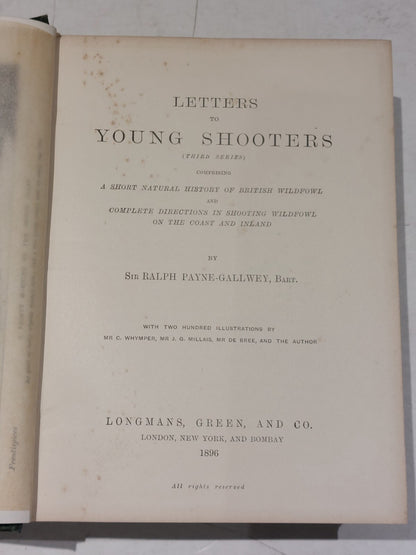 LETTERS
TO
YOUNG SHOOTERS
(THIRD SERIES)
COMPRISING
A SHORT NATURAL HISTORY OF BRITISH WILDFOWL
AND
COMPLETE DIRECTIONS IN SHOOTING WILDFOWL
ON THE COAST AND INLAND
BY
SIR RALPH PAYNE-GALLWEY, BART.
WITH TWO HUNDRED ILLUSTRATIONS BY
MR C. WHYMPER, MR J. G. MILLAIS, MR DE BREE, AND THE AUTHOR
LONGMANS, GREEN, AND CO.
LONDON, NEW YORK, AND BOMBAY
1896
All rights reserved
Frontispiece